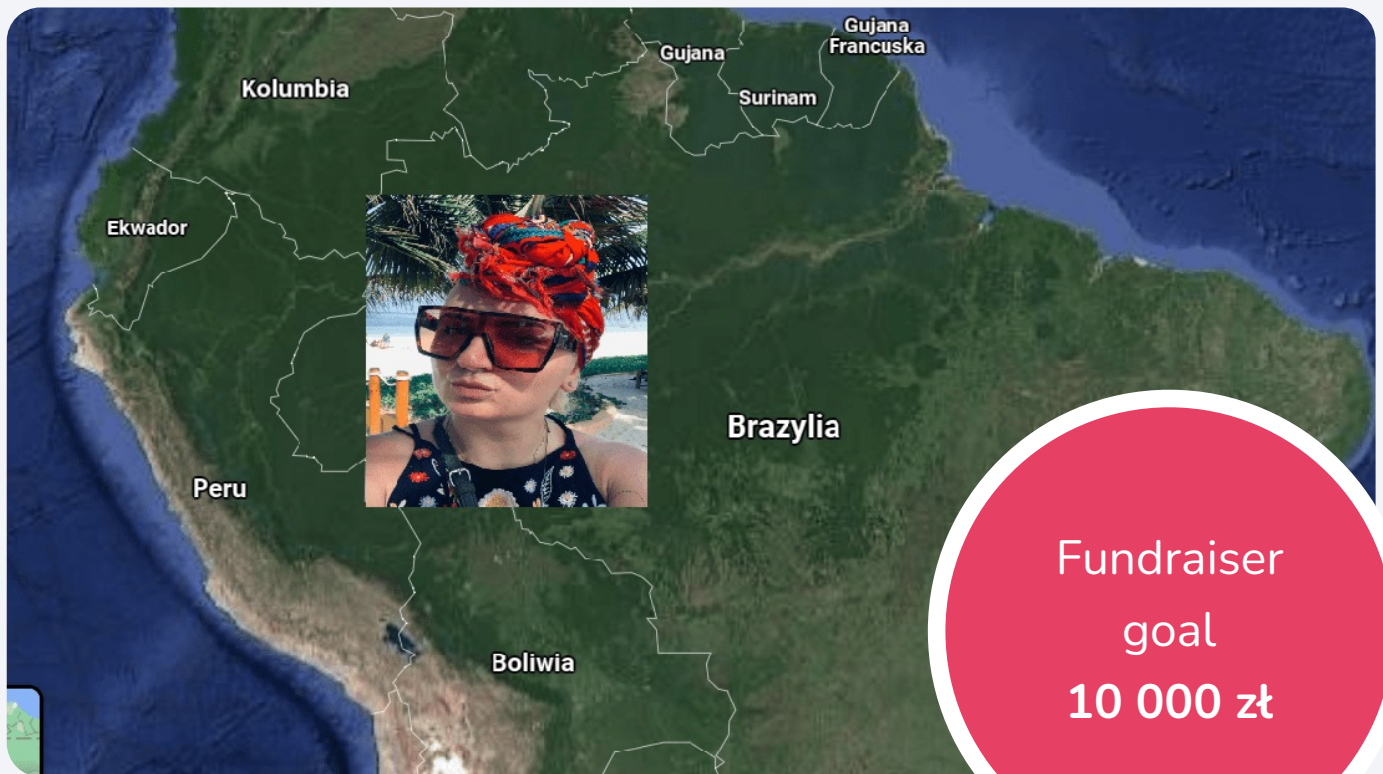 Gujana
Francuska
Gujana
Kolumbia
Surinam
Ekwador
Brazylia
Peru
Boliwia
Fundraiser
goal
10 000 zł